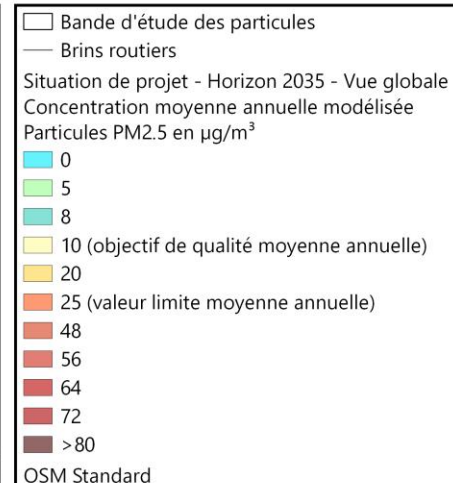 Bande d'étude des particules
Brins routiers
Situation de projet - Horizon 2035 - Vue globale
Concentration moyenne annuelle modélisée
Particules PM2.5 en µg/m³
0
5
8
10 (objectif de qualité moyenne annuelle)
20
25 (valeur limite moyenne annuelle)
48
56
64
72
>80
OSM Standard